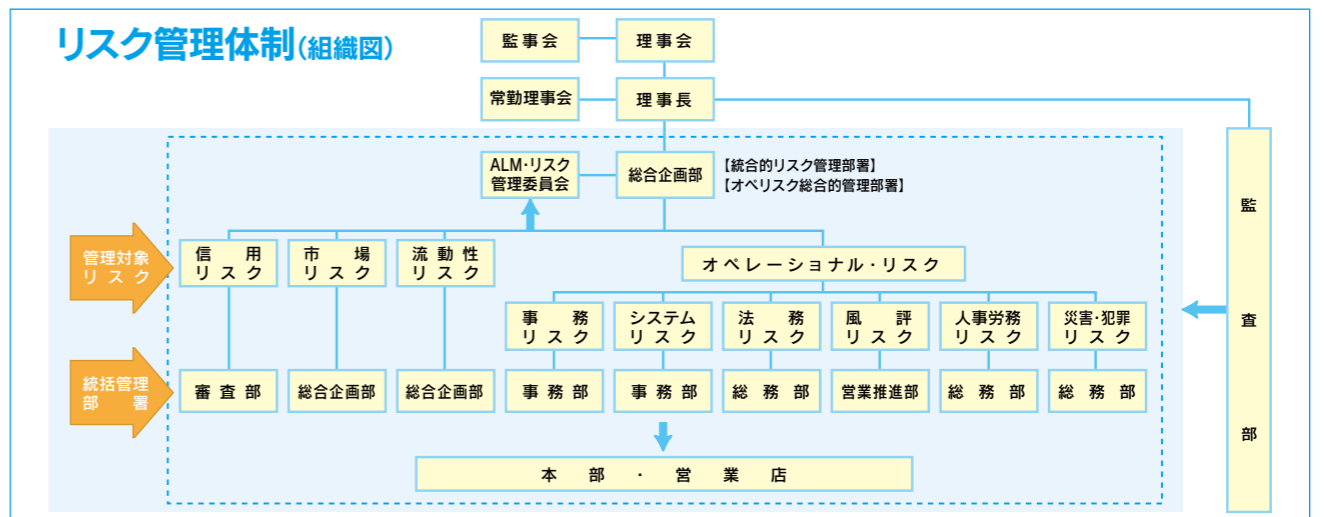 リスク管理体制(組織図)
監事会
理事会
常勤理事会
理事長
ALM・リスク
管理委員会
総合企画部
【統合的リスク管理部署】
【オペリスク総合的管理部署】
監査部
管理対象
リスク
信用
リスク
市場
リスク
流動性
リスク
オペレーショナル・リスク
事務
リスク
システム
リスク
法務
リスク
風評
リスク
人事労務
リスク
災害・犯罪
リスク
統括管理
部署
審査部
総合企画部
総合企画部
事務部
事務部
総務部
営業推進部
総務部
総務部
本部・営業店